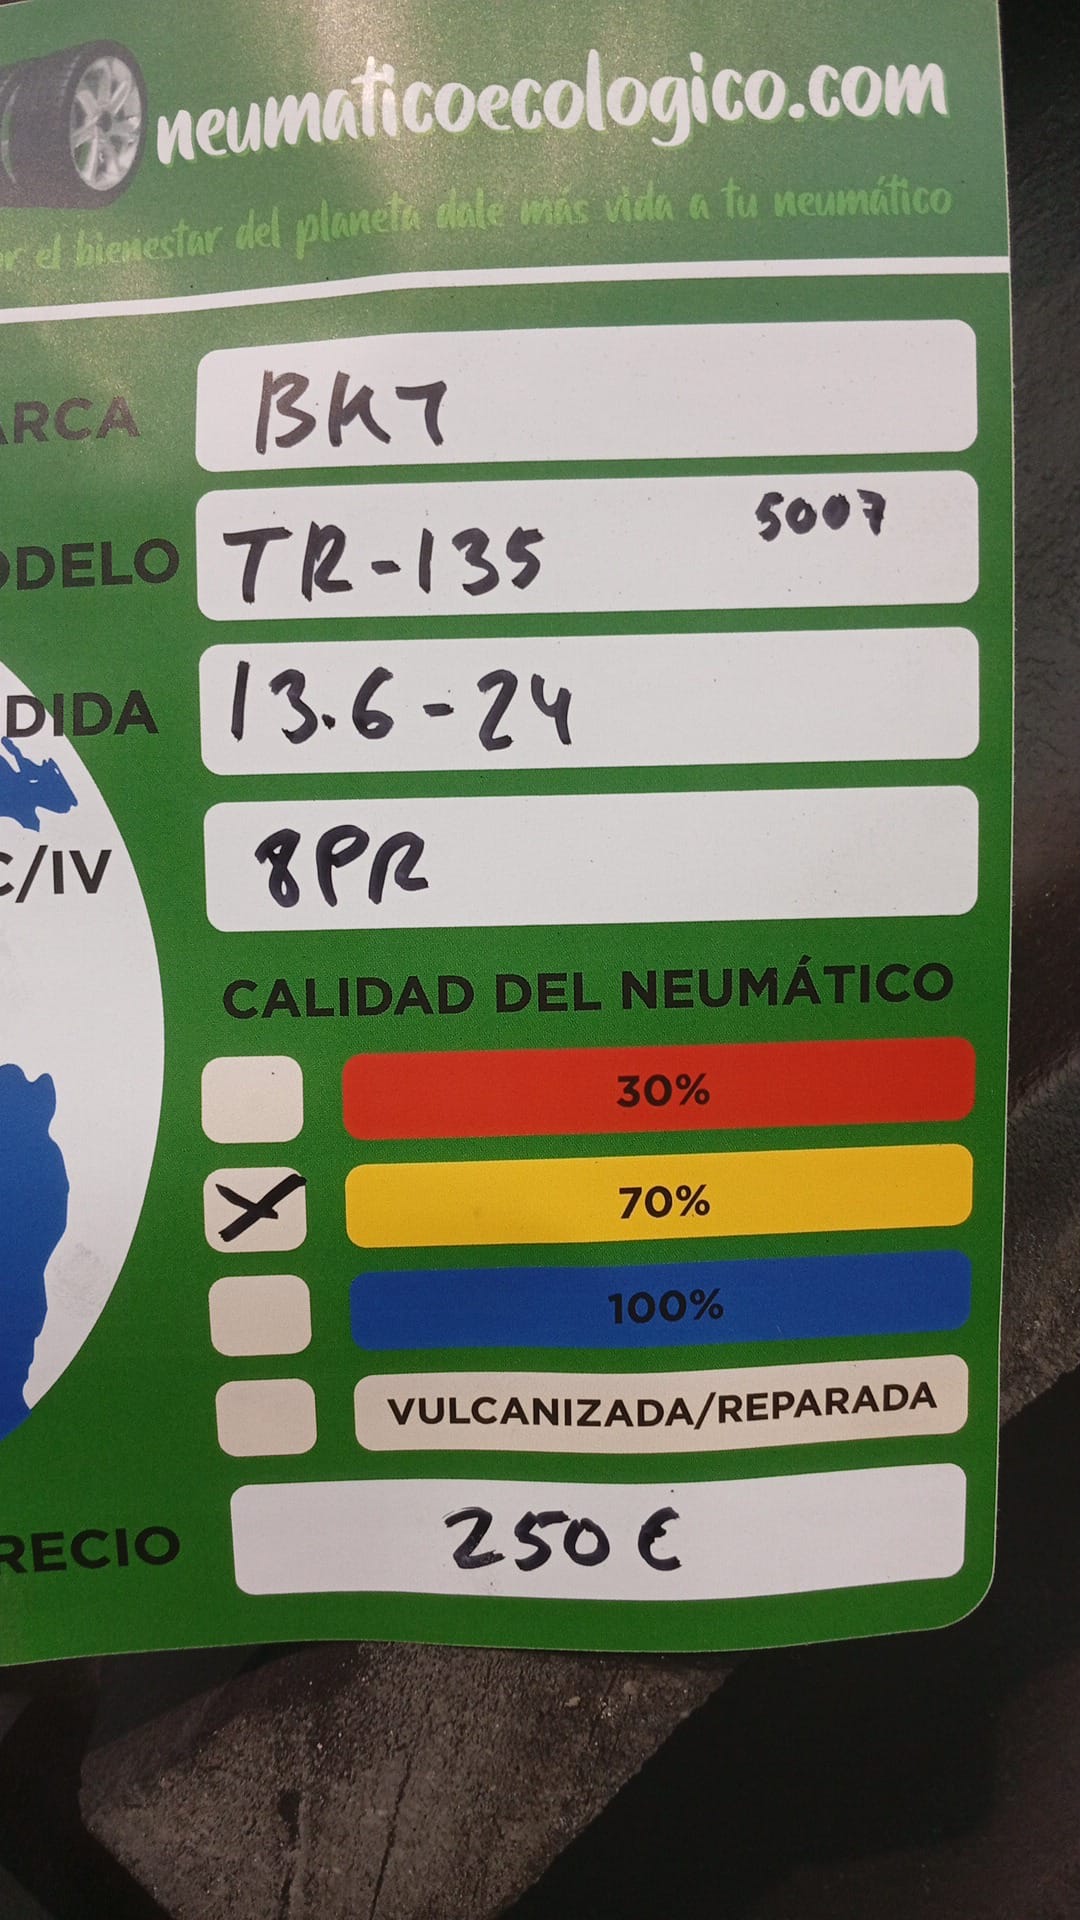 neumaticoecologico.com
or el bienestar del planeta dale más vida a tu neumático
ARCA BKT
ODELO TR-135 5007
DIDA 13.6-24
C/IV 8PR
CALIDAD DEL NEUMÁTICO
30%
70%
100%
VULCANIZADA/REPARADA
RECIO 250€